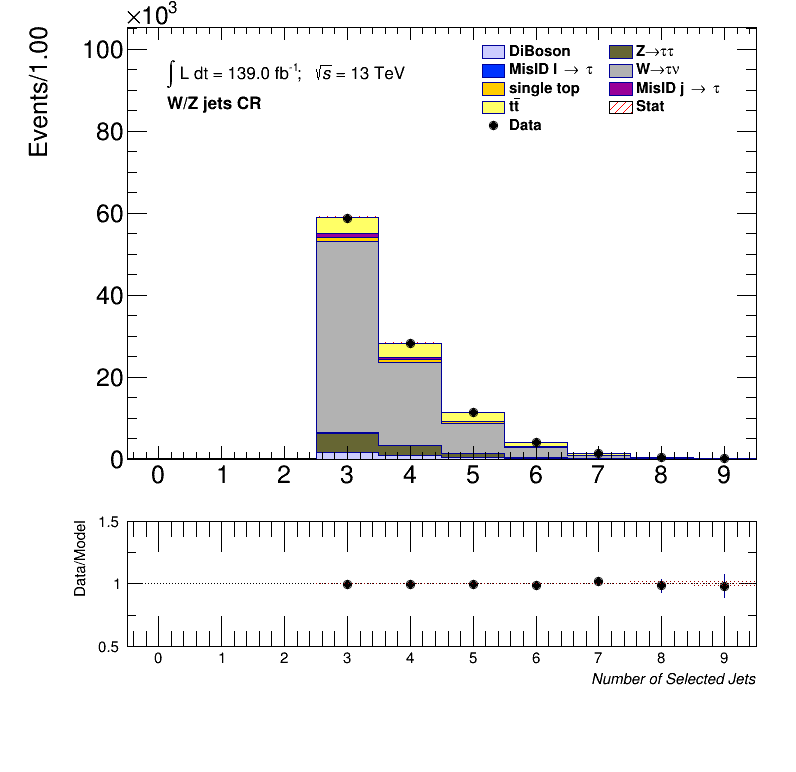 ×10³
Events/1.00
100
80
60
40
20
0
∫ L dt = 139.0 fb⁻¹; √s = 13 TeV
W/Z jets CR
DiBoson Z→ττ
MisID l → τ W→τν
single top MisID j → τ
tt̄ Stat
Data
0 1 2 3 4 5 6 7 8 9
Data/Model
1.5
1
0.5
0 1 2 3 4 5 6 7 8 9
Number of Selected Jets